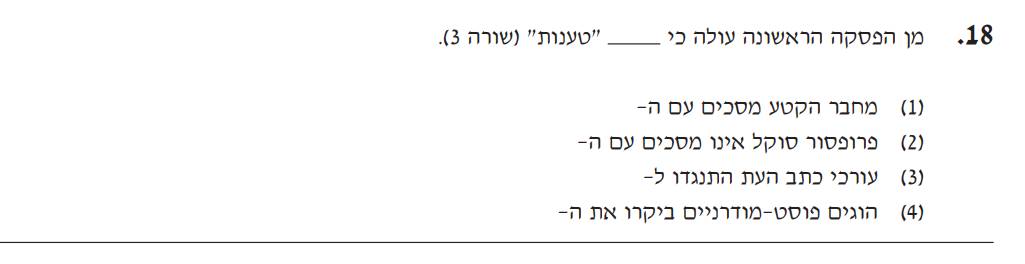 18. מן הפסקה הראשונה עולה כי _____ "טענות" (שורה 3).
(1) מחבר הקטע מסכים עם ה-
(2) פרופסור סוקל אינו מסכים עם ה-
(3) עורכי כתב העת התנגדו ל-
(4) הוגים פוסט-מודרניים ביקרו את ה-